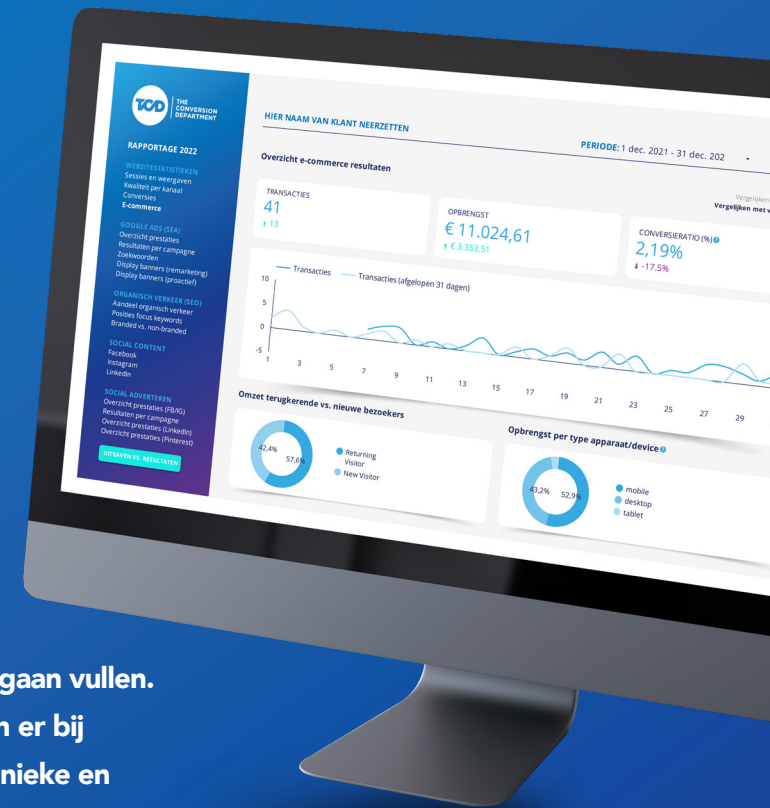 TCD
THE
CONVERSION
DEPARTMENT
RAPPORTAGE 2022
WEBSITESTATISTIEKEN
Sessies en weergaven
Kwaliteit per kanaal
Conversies
E-commerce
GOOGLE ADS (SEA)
Overzicht prestaties
Resultaten per campagne
Zoekwoorden
Display banners (remarketing)
Display banners (proactief)
ORGANISCH VERKEER (SEO)
Aandeel organisch verkeer
Posities focus keywords
Branded vs. non-branded
SOCIAL CONTENT
Facebook
Instagram
LinkedIn
SOCIAL ADVERTEREN
Overzicht prestaties (FB/IG)
Resultaten per campagne
Overzicht prestaties (LinkedIn)
Overzicht prestaties (Pinterest)
UITGAVEN VS. RESULTATEN
HIER NAAM VAN KLANT NEERZETTEN
PERIODE: 1 dec. 2021 - 31 dec. 202
Overzicht e-commerce resultaten
Vergelijken
Vergelijken met v
TRANSACTIES
41
13
OPBRENGST
€ 11.024,61
€ 3.353,51
CONVERSIERATIO (%)
2,19%
-17.5%
Transacties Transacties (afgelopen 31 dagen)
10
5
0
-5
1 3 5 7 9 11 13 15 17 19 21 23 25 27 29
Omzet terugkerende vs. nieuwe bezoekers
42,4%
57,6%
Returning
Visitor
New Visitor
Opbrengst per type apparaat/device
43,2% 52,9%
mobile
desktop
tablet
gaan vullen.
n er bij
nieke en